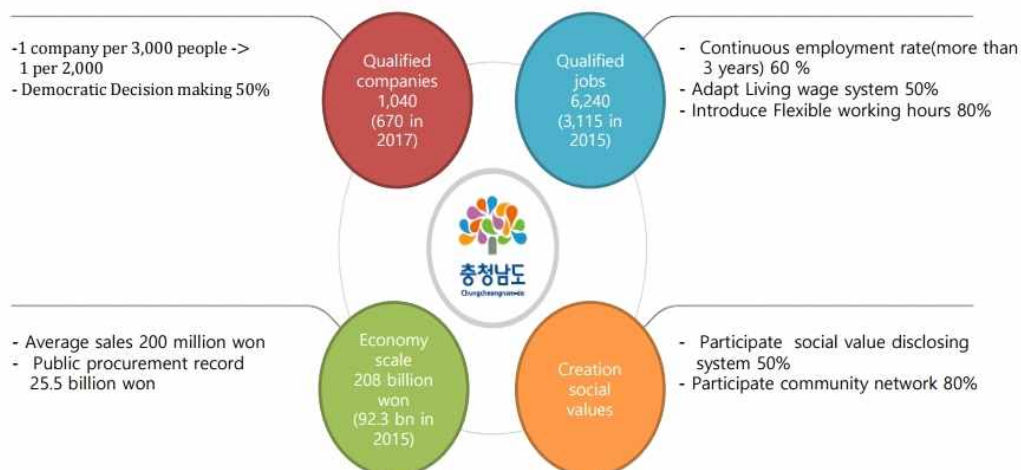 -1 company per 3,000 people ->
1 per 2,000
- Democratic Decision making 50%
Qualified
companies
1,040
(670 in
2017)
Qualified
jobs
6,240
(3,115 in
2015)
- Continuous employment rate(more than
3 years) 60 %
- Adapt Living wage system 50%
- Introduce Flexible working hours 80%
충청남도
Chungcheongnam-do
- Average sales 200 million won
- Public procurement record
25.5 billion won
Economy
scale
208 billion
won
(92.3 bn in
2015)
Creation
social
values
- Participate social value disclosing
system 50%
- Participate community network 80%